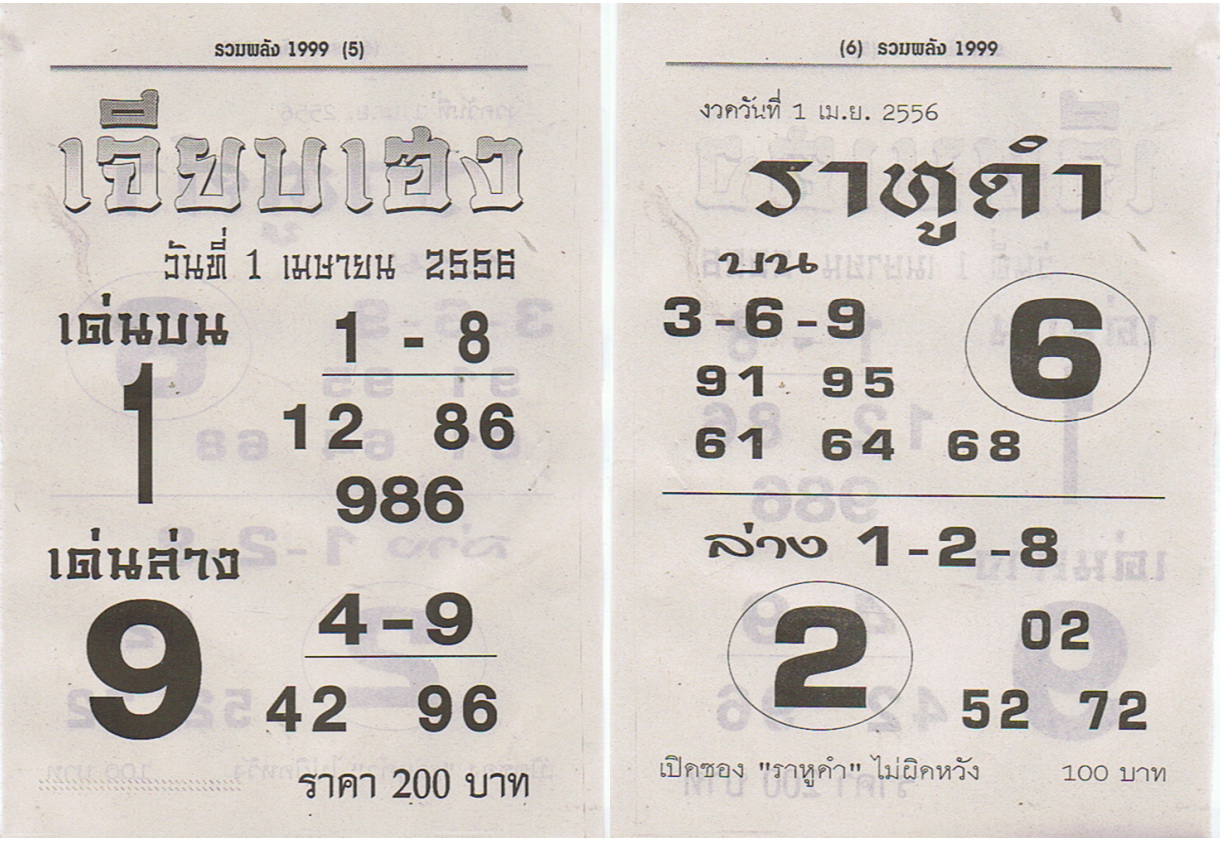 รวมพลัง 1999 (5)
เจี๊ยบเฮง
วันที่ 1 เมษายน 2556
เด่นบน
1
1 - 8
12 86
986
เด่นล่าง
9
4 - 9
42 96
ราคา 200 บาท
(6) รวมพลัง 1999
งวดวันที่ 1 เม.ย. 2556
ราหูดำ
บน
3 - 6 - 9
6
91 95
61 64 68
ล่าง 1 - 2 - 8
2
02
52 72
เปิดซอง "ราหูดำ" ไม่ผิดหวัง 100 บาท